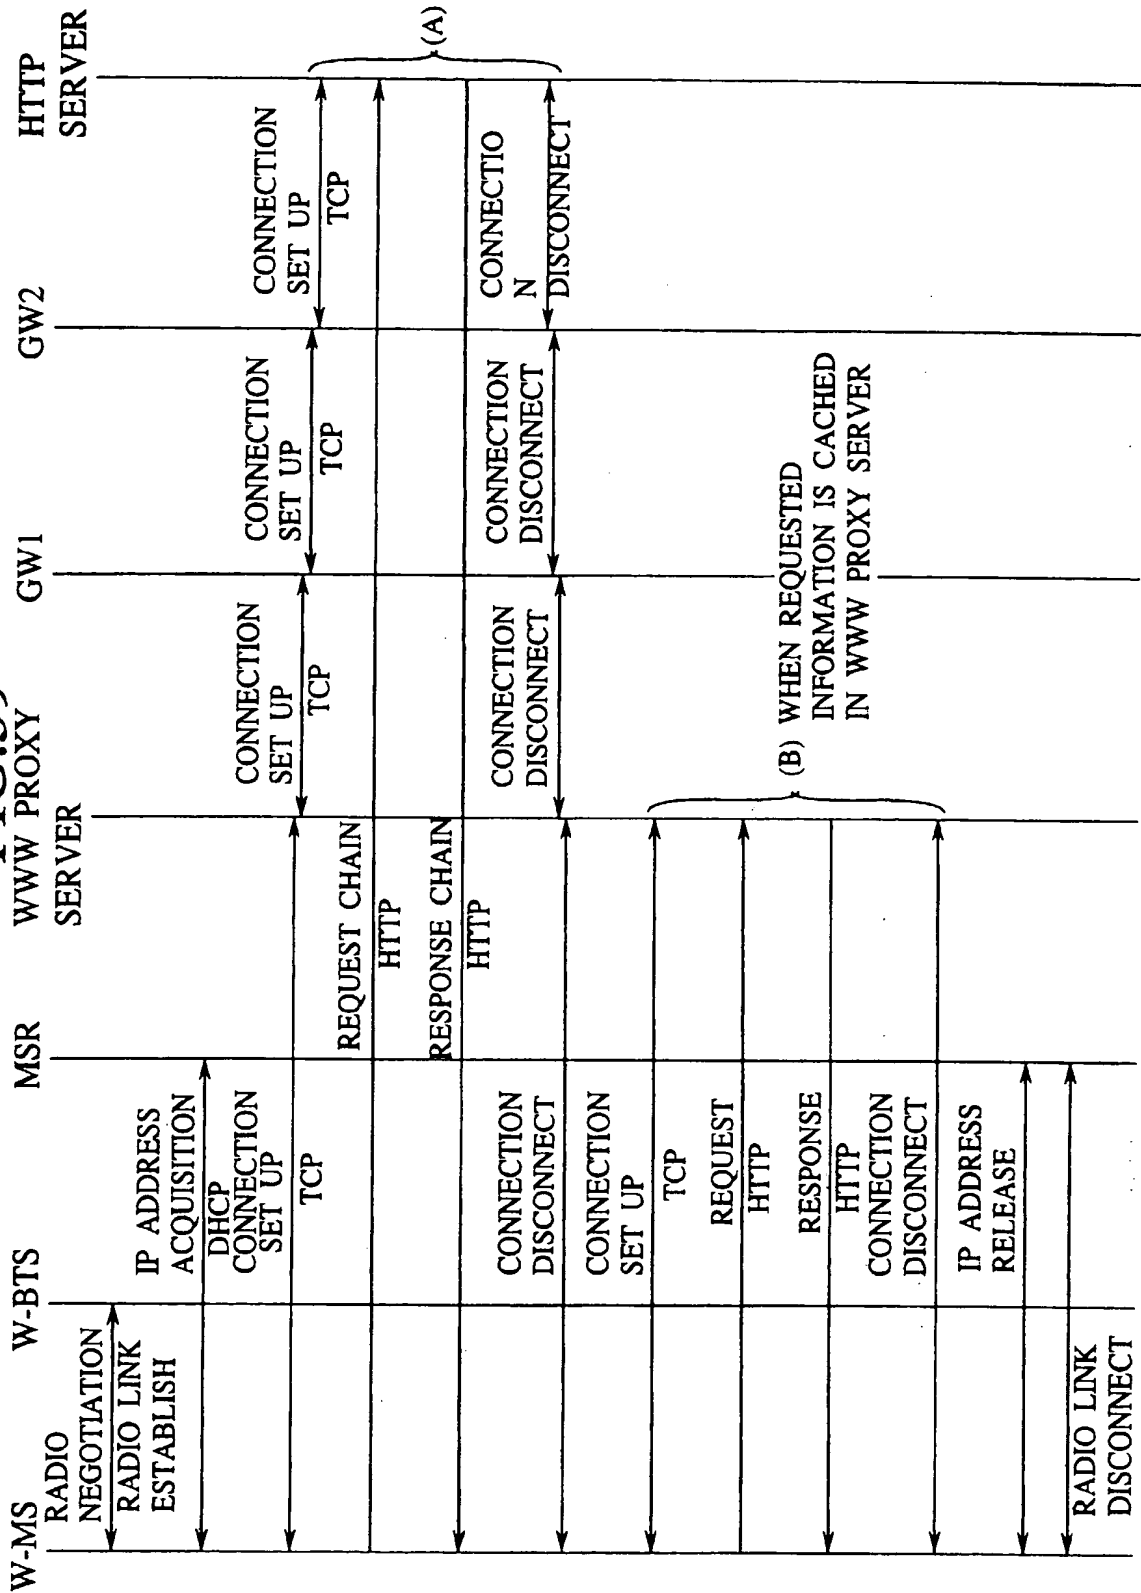 W-MS
W-BTS
MSR
WWW PROXY
SERVER
GW1
GW2
HTTP
SERVER
RADIO
NEGOTIATION
RADIO LINK
ESTABLISH
IP ADDRESS
ACQUISITION
DHCP
CONNECTION
SET UP
TCP
CONNECTION
SET UP
TCP
CONNECTION
SET UP
TCP
CONNECTION
SET UP
TCP
REQUEST CHAIN
HTTP
RESPONSE CHAIN
HTTP
(A)
CONNECTION
DISCONNECT
CONNECTION
DISCONNECT
CONNECTION
DISCONNECT
CONNECTIO
N
DISCONNECT
CONNECTION
SET UP
TCP
REQUEST
HTTP
RESPONSE
HTTP
CONNECTION
DISCONNECT
(B) WHEN REQUESTED
INFORMATION IS CACHED
IN WWW PROXY SERVER
IP ADDRESS
RELEASE
RADIO LINK
DISCONNECT